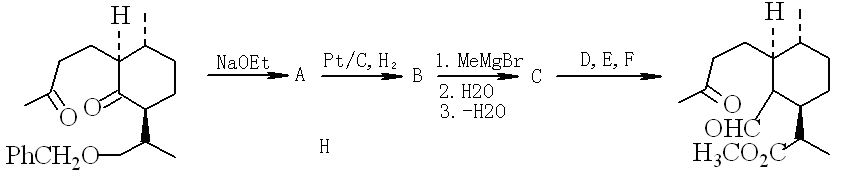 H
O
O
PhCH2O
NaOEt
A
Pt/C, H2
B
H
1. MeMgBr
2. H2O
3. -H2O
C
D, E, F
H
O
OHC
H3CO2C